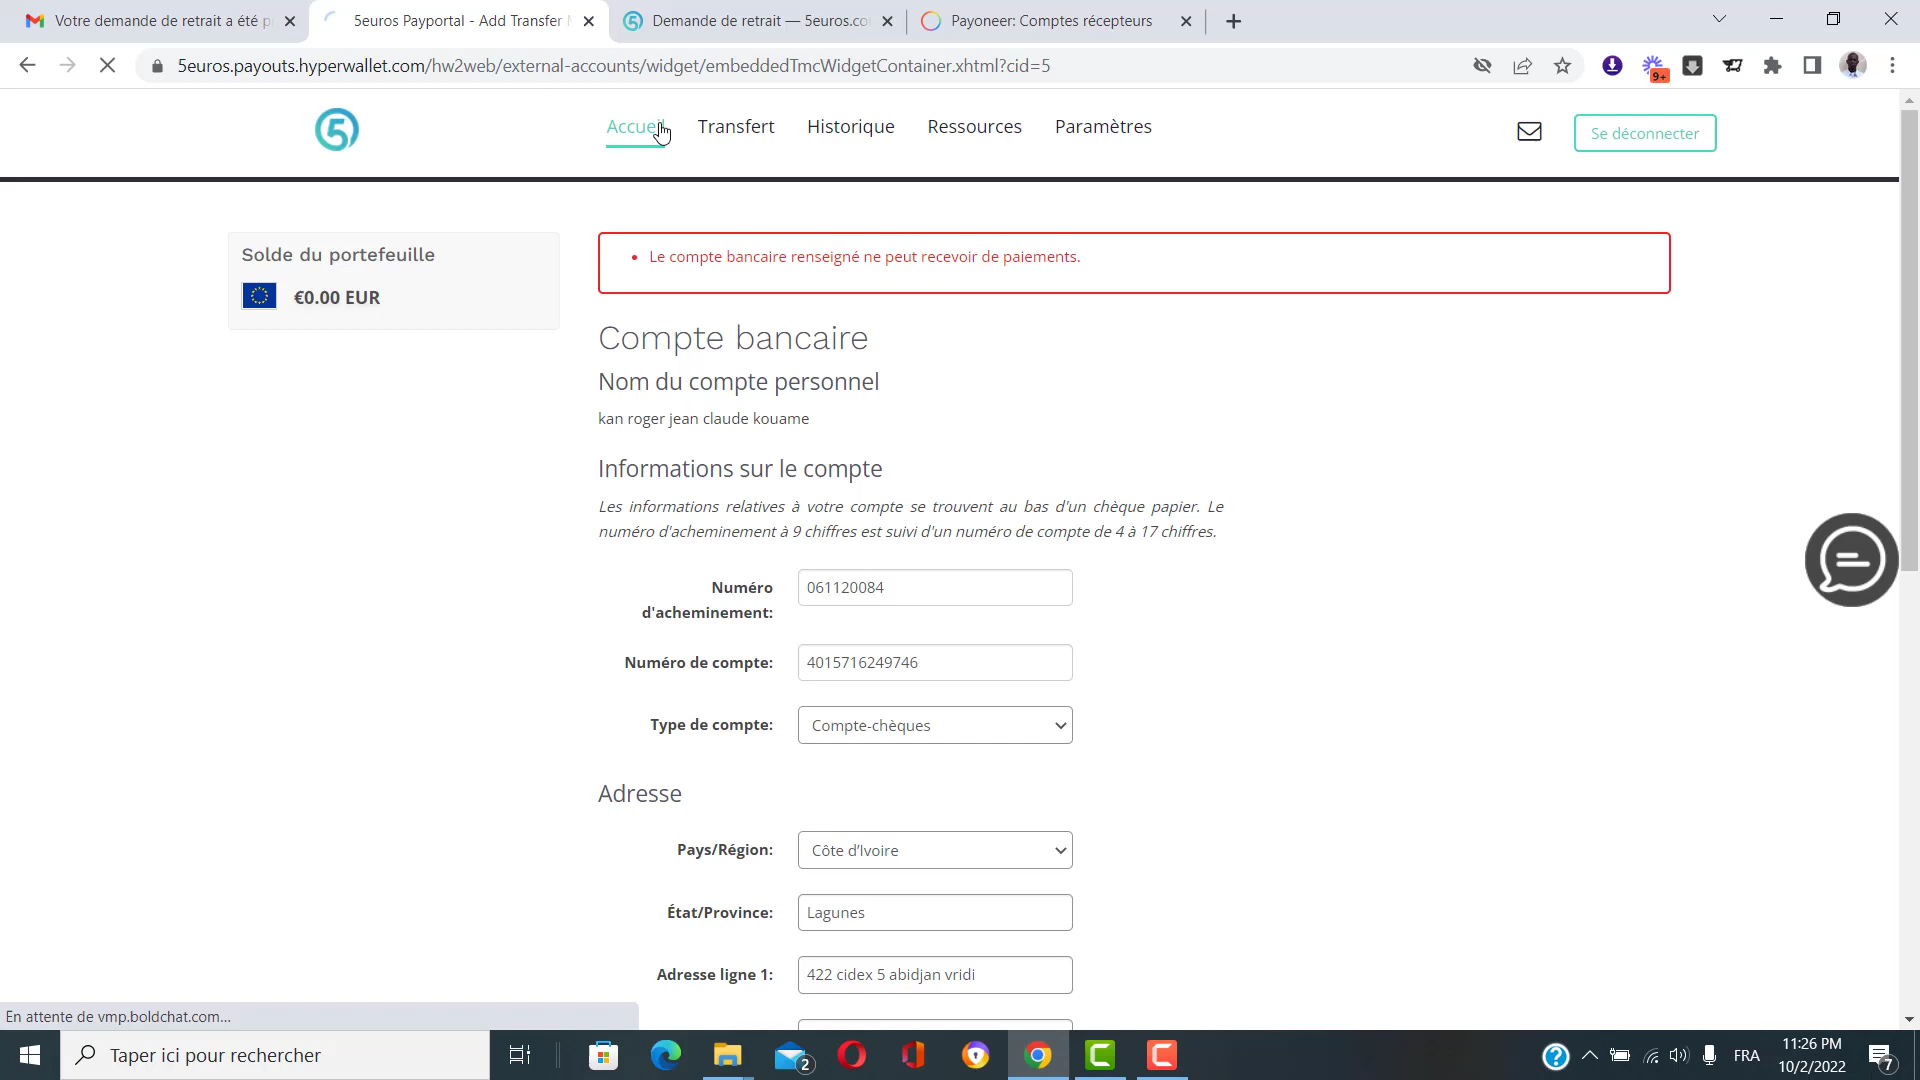 Votre demande de retrait a été p
5euros Payportal - Add Transfer
Demande de retrait — 5euros.co
Payoneer: Comptes récepteurs
5euros.payouts.hyperwallet.com/hw2web/external-accounts/widget/embeddedTmcWidgetContainer.xhtml?cid=5
9+
5
Accueil
Transfert
Historique
Ressources
Paramètres
Se déconnecter
Solde du portefeuille
€0.00 EUR
Le compte bancaire renseigné ne peut recevoir de paiements.
Compte bancaire
Nom du compte personnel
kan roger jean claude kouame
Informations sur le compte
Les informations relatives à votre compte se trouvent au bas d'un chèque papier. Le
numéro d'acheminement à 9 chiffres est suivi d'un numéro de compte de 4 à 17 chiffres.
Numéro
d'acheminement:
061120084
Numéro de compte:
4015716249746
Type de compte:
Compte-chèques
Adresse
Pays/Région:
Côte d'Ivoire
État/Province:
Lagunes
Adresse ligne 1:
422 cidex 5 abidjan vridi
En attente de vmp.boldchat.com...
Taper ici pour rechercher
2
FRA
11:26 PM
10/2/2022
7